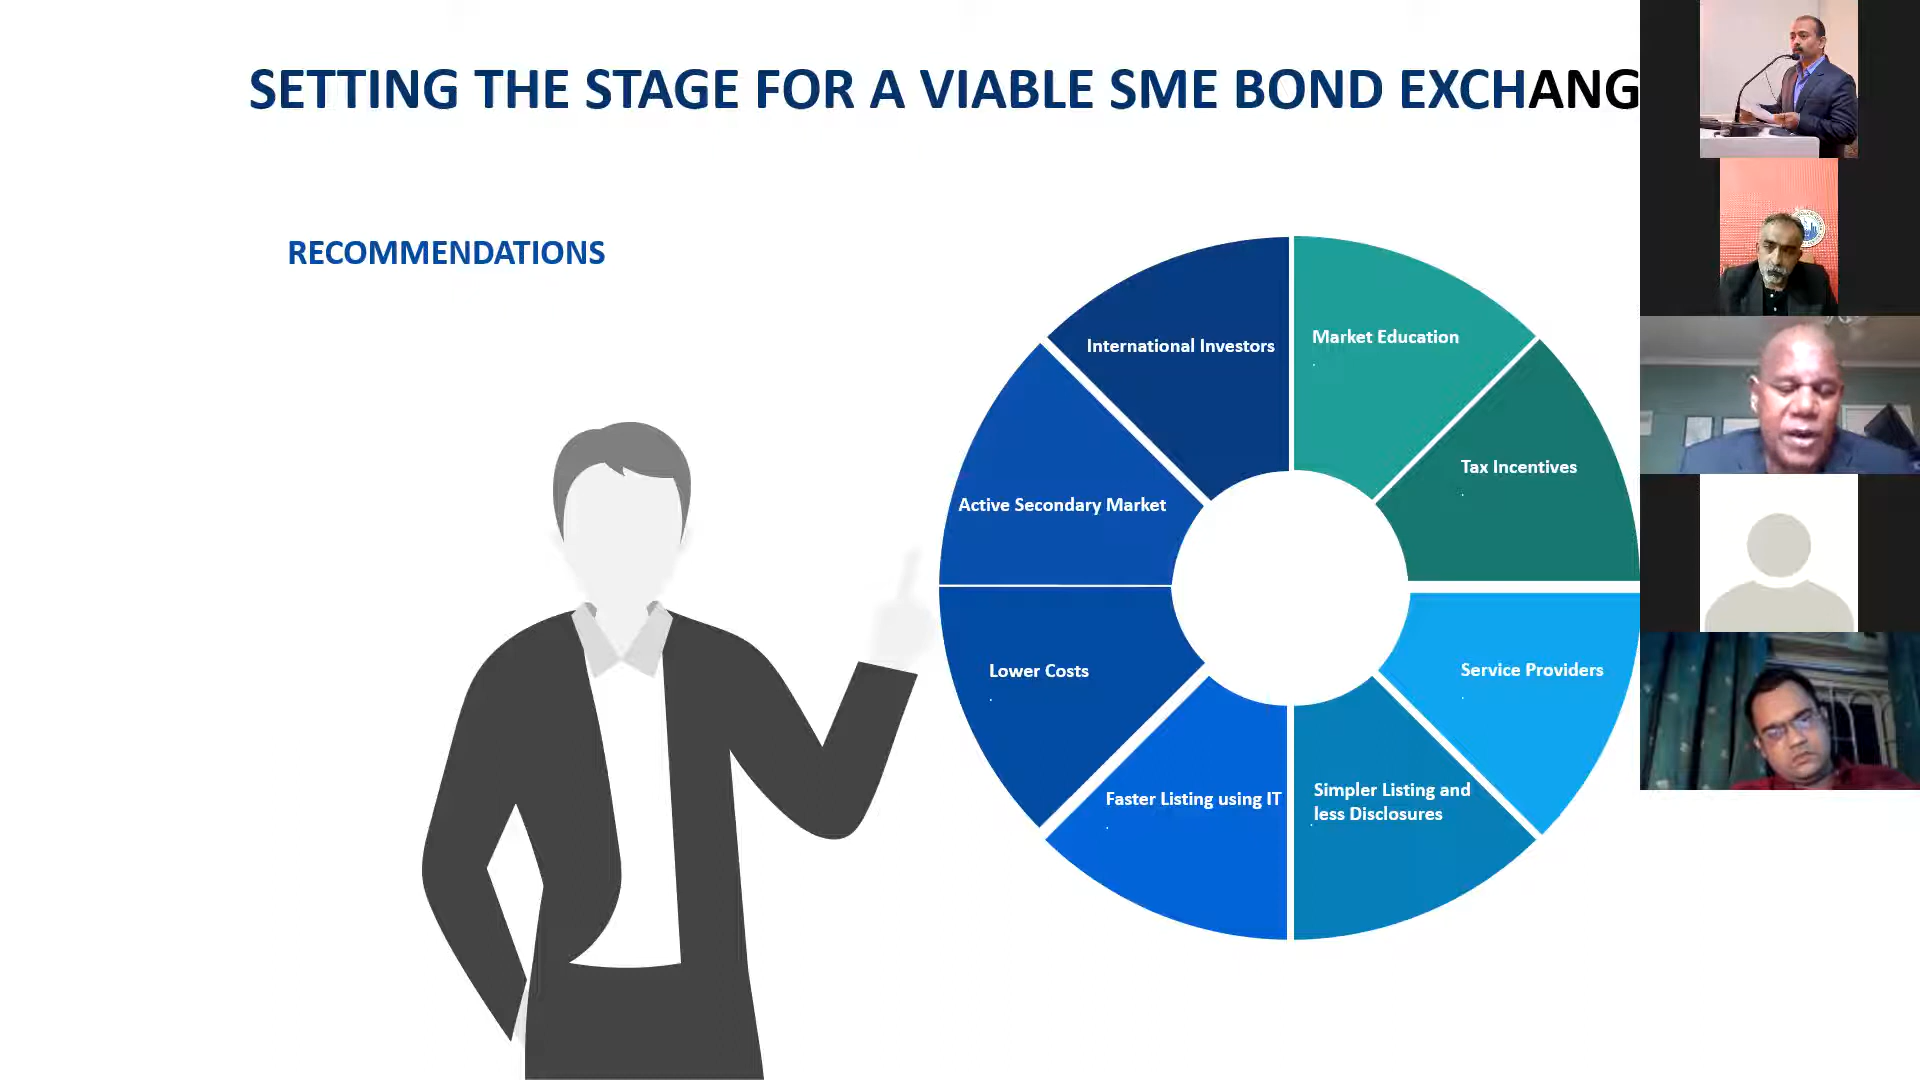 SETTING THE STAGE FOR A VIABLE SME BOND EXCHANG
RECOMMENDATIONS
International Investors
Market Education
Tax Incentives
Active Secondary Market
Lower Costs
Service Providers
Faster Listing using IT
Simpler Listing and
less Disclosures